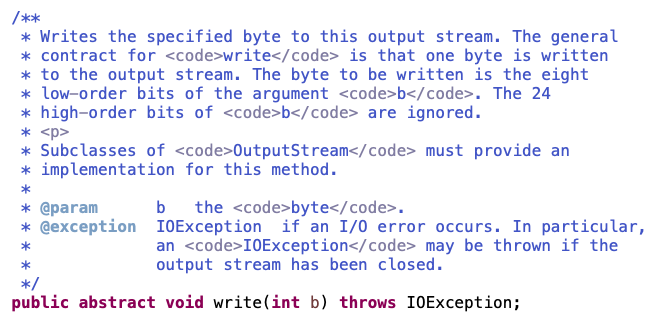 /**
 * Writes the specified byte to this output stream. The general
 * contract for <code>write</code> is that one byte is written
 * to the output stream. The byte to be written is the eight
 * low-order bits of the argument <code>b</code>. The 24
 * high-order bits of <code>b</code> are ignored.
 * <p>
 * Subclasses of <code>OutputStream</code> must provide an
 * implementation for this method.
 *
 * @param      b   the <code>byte</code>.
 * @exception  IOException  if an I/O error occurs. In particular,
 *             an <code>IOException</code> may be thrown if the
 *             output stream has been closed.
 */
public abstract void write(int b) throws IOException;